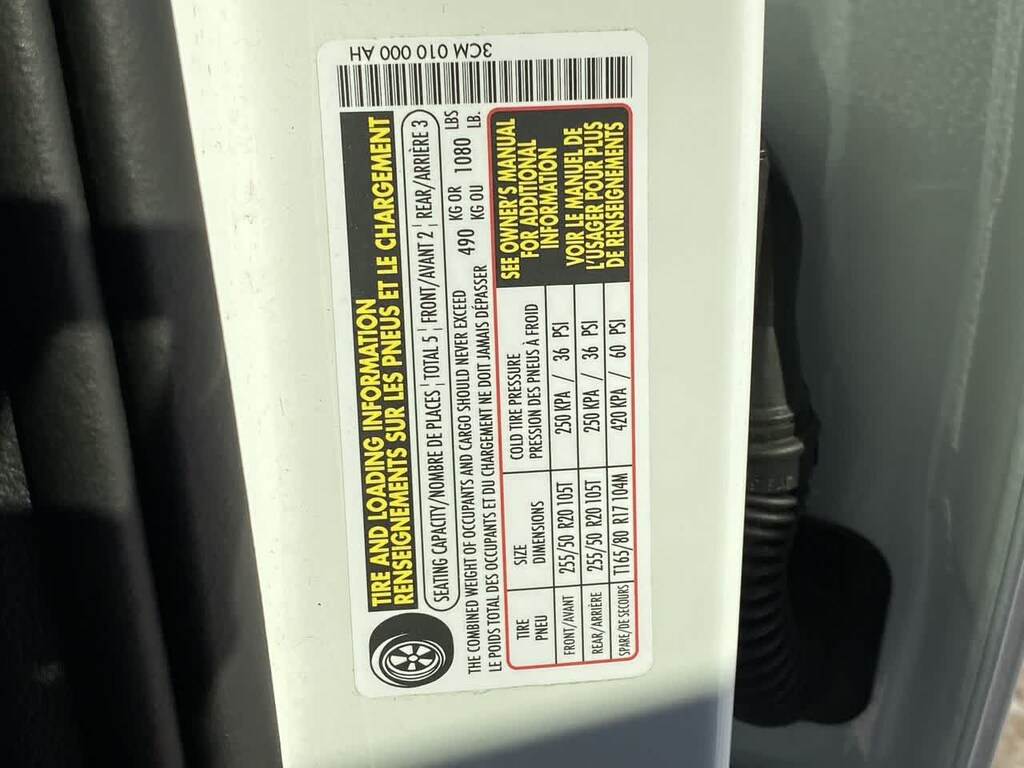 3CM 010 000 AH
TIRE AND LOADING INFORMATION
RENSEIGNEMENTS SUR LES PNEUS ET LE CHARGEMENT
SEATING CAPACITY/NOMBRE DE PLACES ¦ TOTAL 5 ¦ FRONT/AVANT 2 ¦ REAR/ARRIÈRE 3
THE COMBINED WEIGHT OF OCCUPANTS AND CARGO SHOULD NEVER EXCEED 490 KG OR 1080 LBS
LE POIDS TOTAL DES OCCUPANTS ET DU CHARGEMENT NE DOIT JAMAIS DÉPASSER KG OU LB.
TIRE SIZE COLD TIRE PRESSURE
PNEU DIMENSIONS PRESSION DES PNEUS À FROID
FRONT/AVANT 255/50 R20 105T 250 KPA / 36 PSI
REAR/ARRIÈRE 255/50 R20 105T 250 KPA / 36 PSI
SPARE/DE SECOURS T165/80 R17 104M 420 KPA / 60 PSI
SEE OWNER'S MANUAL
FOR ADDITIONAL
INFORMATION
VOIR LE MANUEL DE
L'USAGER POUR PLUS
DE RENSEIGNEMENTS